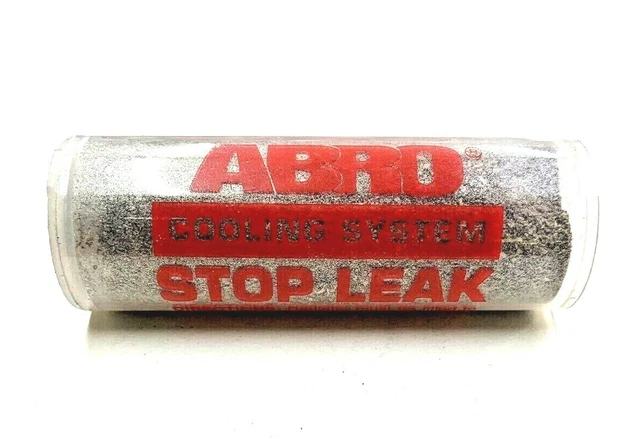 ABRO®
COOLING SYSTEM
STOP LEAK